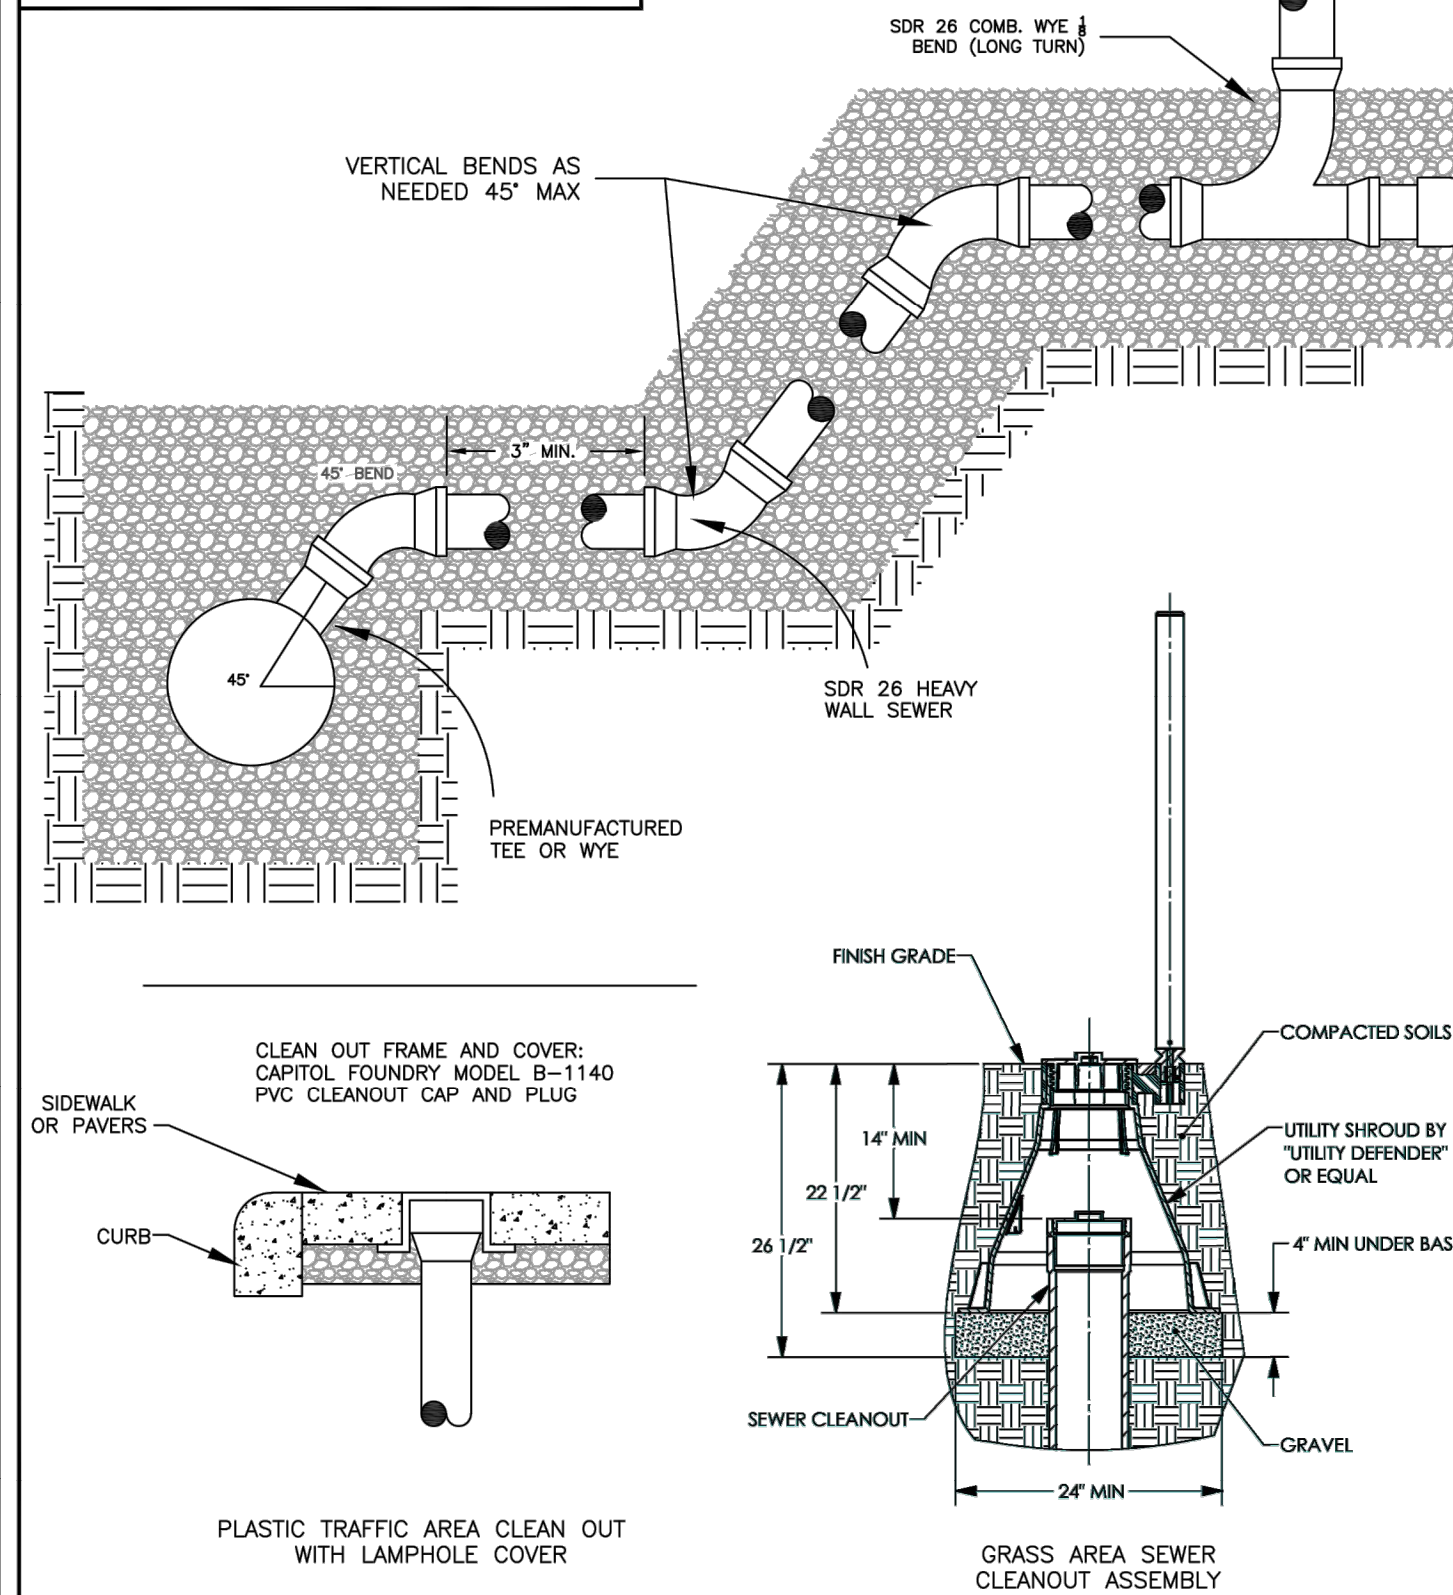 SDR 26 COMB. WYE 1/8
BEND (LONG TURN)
VERTICAL BENDS AS
NEEDED 45° MAX
3" MIN.
45° BEND
45°
SDR 26 HEAVY
WALL SEWER
PREMANUFACTURED
TEE OR WYE
CLEAN OUT FRAME AND COVER:
CAPITOL FOUNDRY MODEL B-1140
PVC CLEANOUT CAP AND PLUG
SIDEWALK
OR PAVERS
CURB
PLASTIC TRAFFIC AREA CLEAN OUT
WITH LAMPHOLE COVER
FINISH GRADE
COMPACTED SOILS
14" MIN
UTILITY SHROUD BY
"UTILITY DEFENDER"
OR EQUAL
22 1/2"
26 1/2"
4" MIN UNDER BAS
SEWER CLEANOUT
GRAVEL
24" MIN
GRASS AREA SEWER
CLEANOUT ASSEMBLY